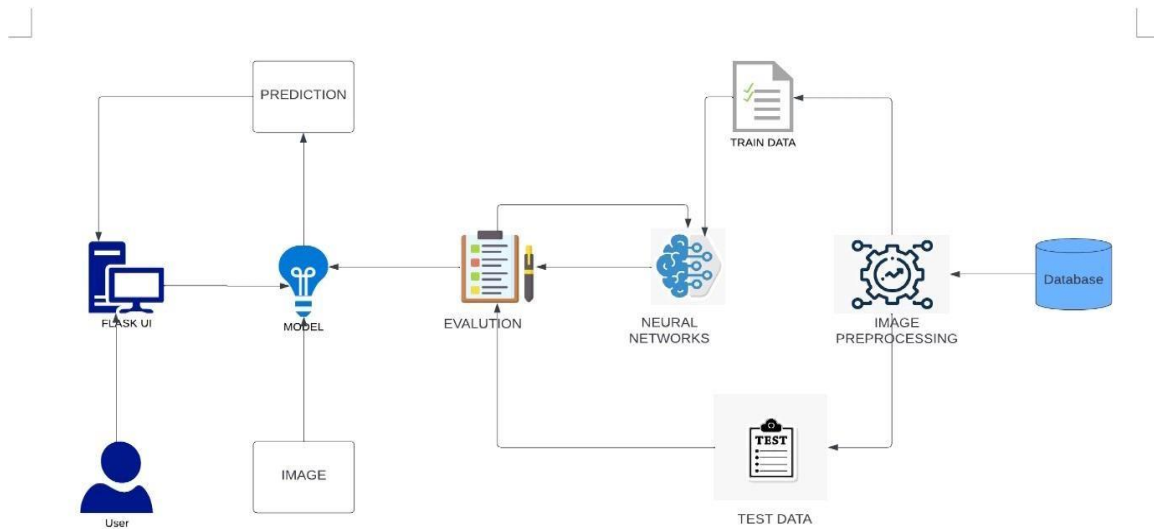 PREDICTION
TRAIN DATA
Database
FLASK UI
MODEL
EVALUTION
NEURAL
NETWORKS
IMAGE
PREPROCESSING
TEST
IMAGE
TEST DATA
User